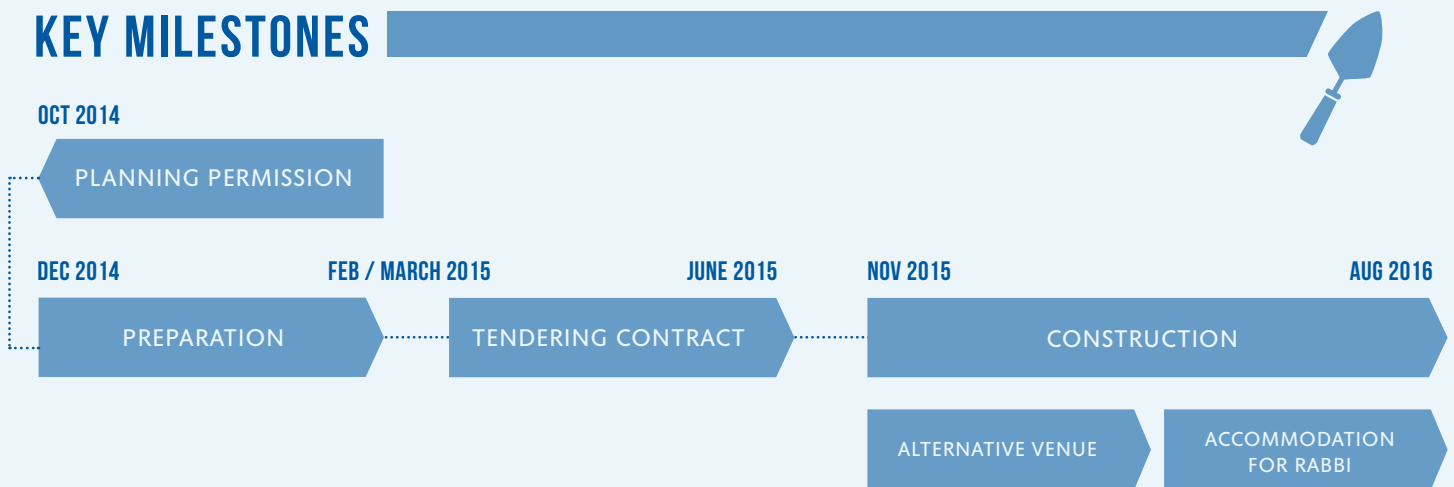 KEY MILESTONES
OCT 2014
PLANNING PERMISSION
DEC 2014
FEB / MARCH 2015
JUNE 2015
NOV 2015
AUG 2016
PREPARATION
TENDERING CONTRACT
CONSTRUCTION
ALTERNATIVE VENUE
ACCOMMODATION
FOR RABBI